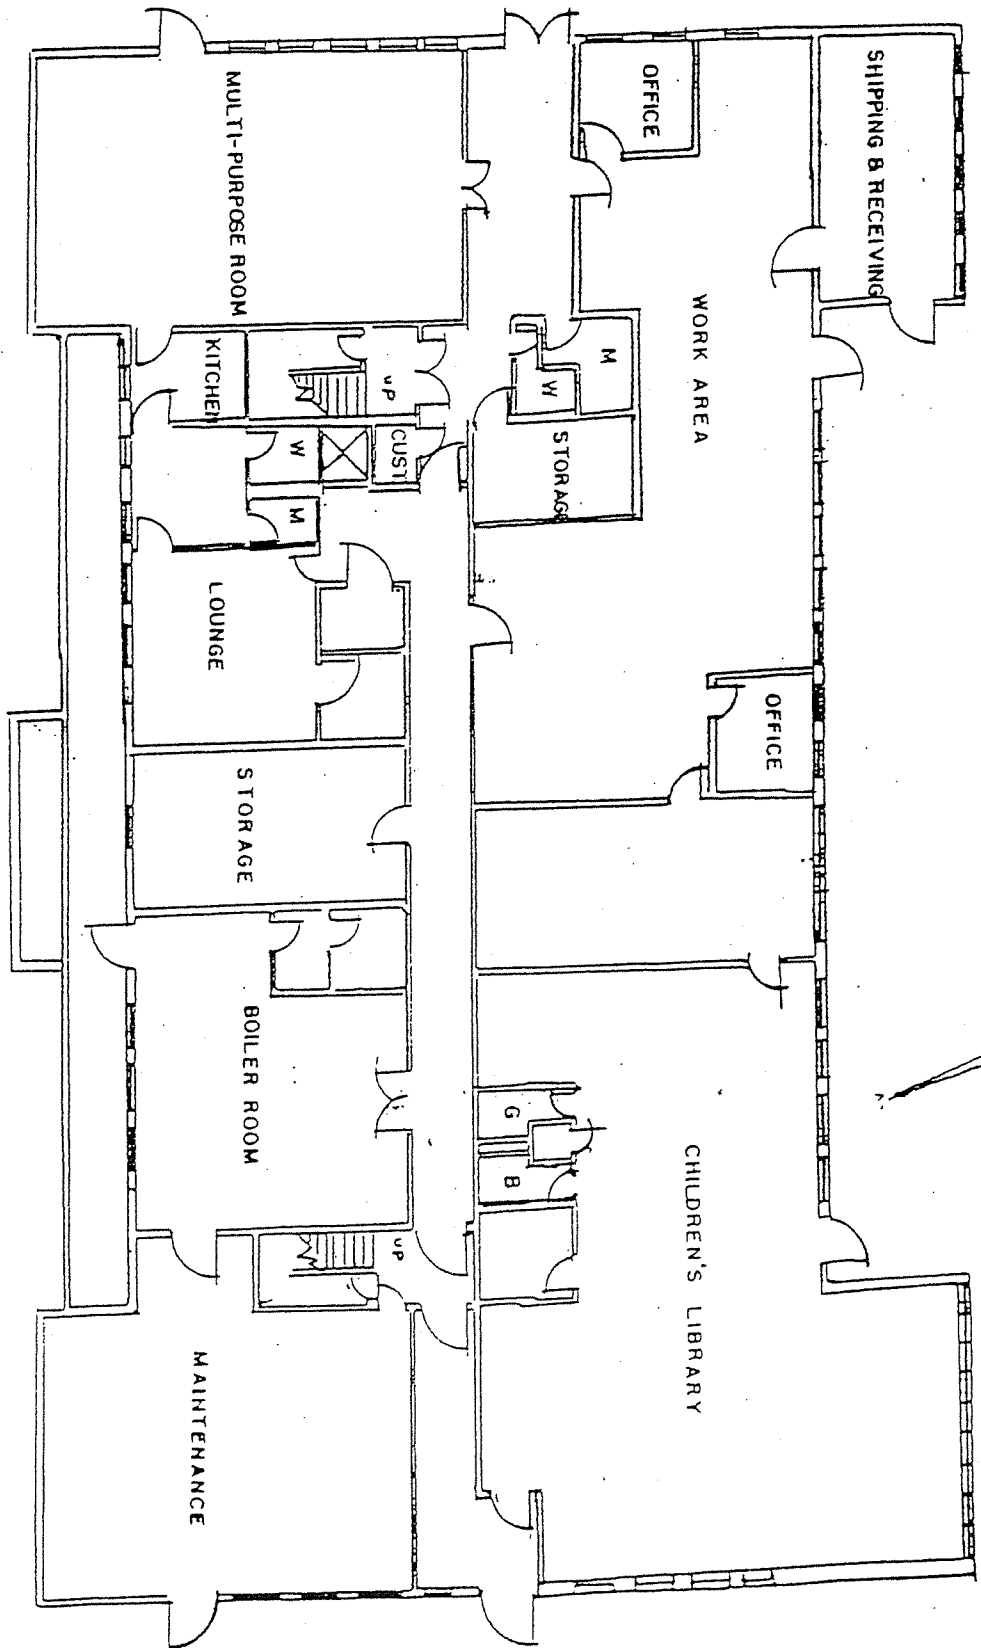 SHIPPING & RECEIVING
OFFICE
WORK AREA
OFFICE
CHILDREN'S LIBRARY
M
W
STORAGE
G
B
MULTI-PURPOSE ROOM
UP
KITCHEN
CUST
W
M
LOUNGE
STORAGE
BOILER ROOM
UP
MAINTENANCE